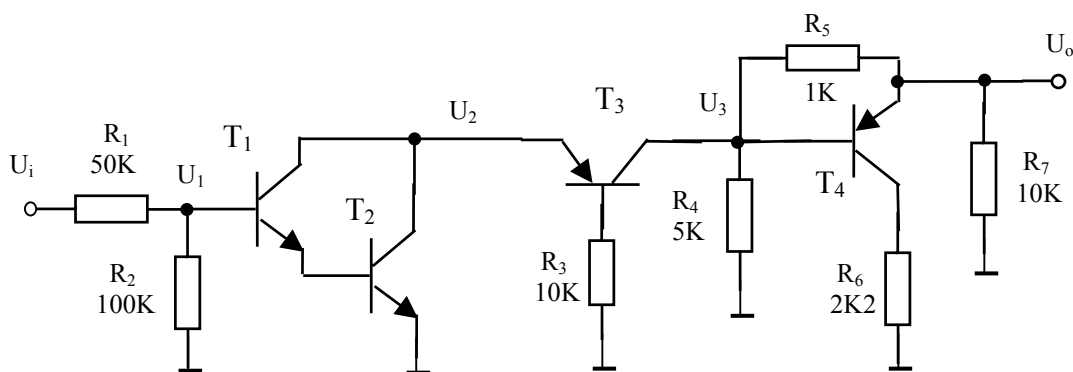 R₅
Uₒ
1K
U₂
T₃
U₃
R₁
50K
T₁
Uᵢ
U₁
T₂
T₄
R₇
10K
R₄
5K
R₂
100K
R₃
10K
R₆
2K2